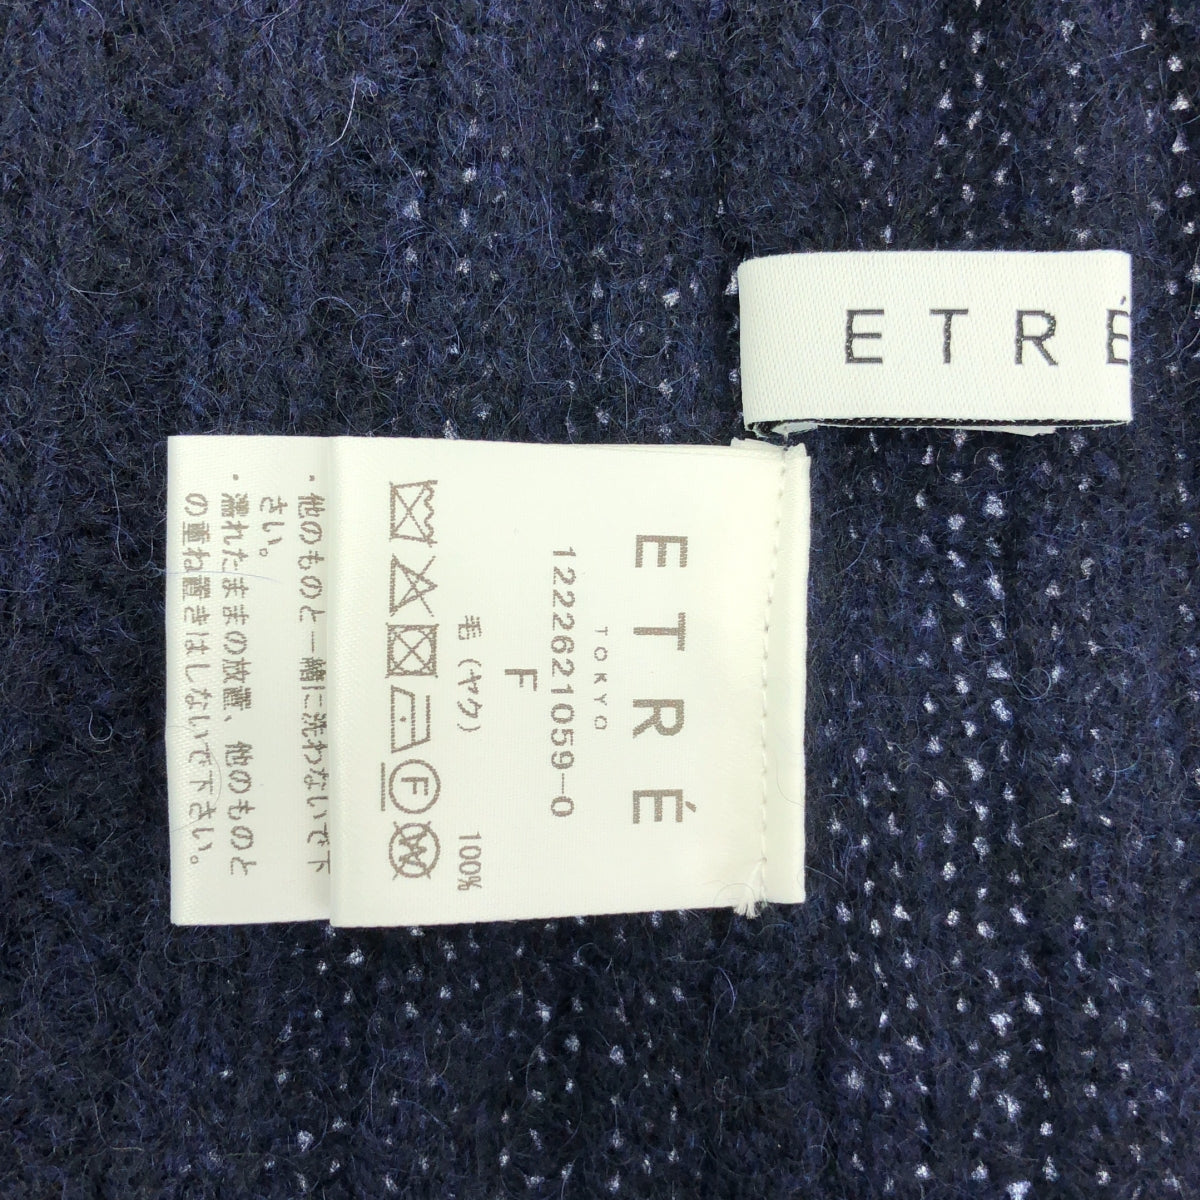 ETRÉ
ETRÉ
TOKYO
122621059-0
F
毛(ヤク) 100%
F
W
・他のものと一緒に洗わないで下
さい。
・濡れたままの放置、他のものと
の重ね置きはしないで下さい。